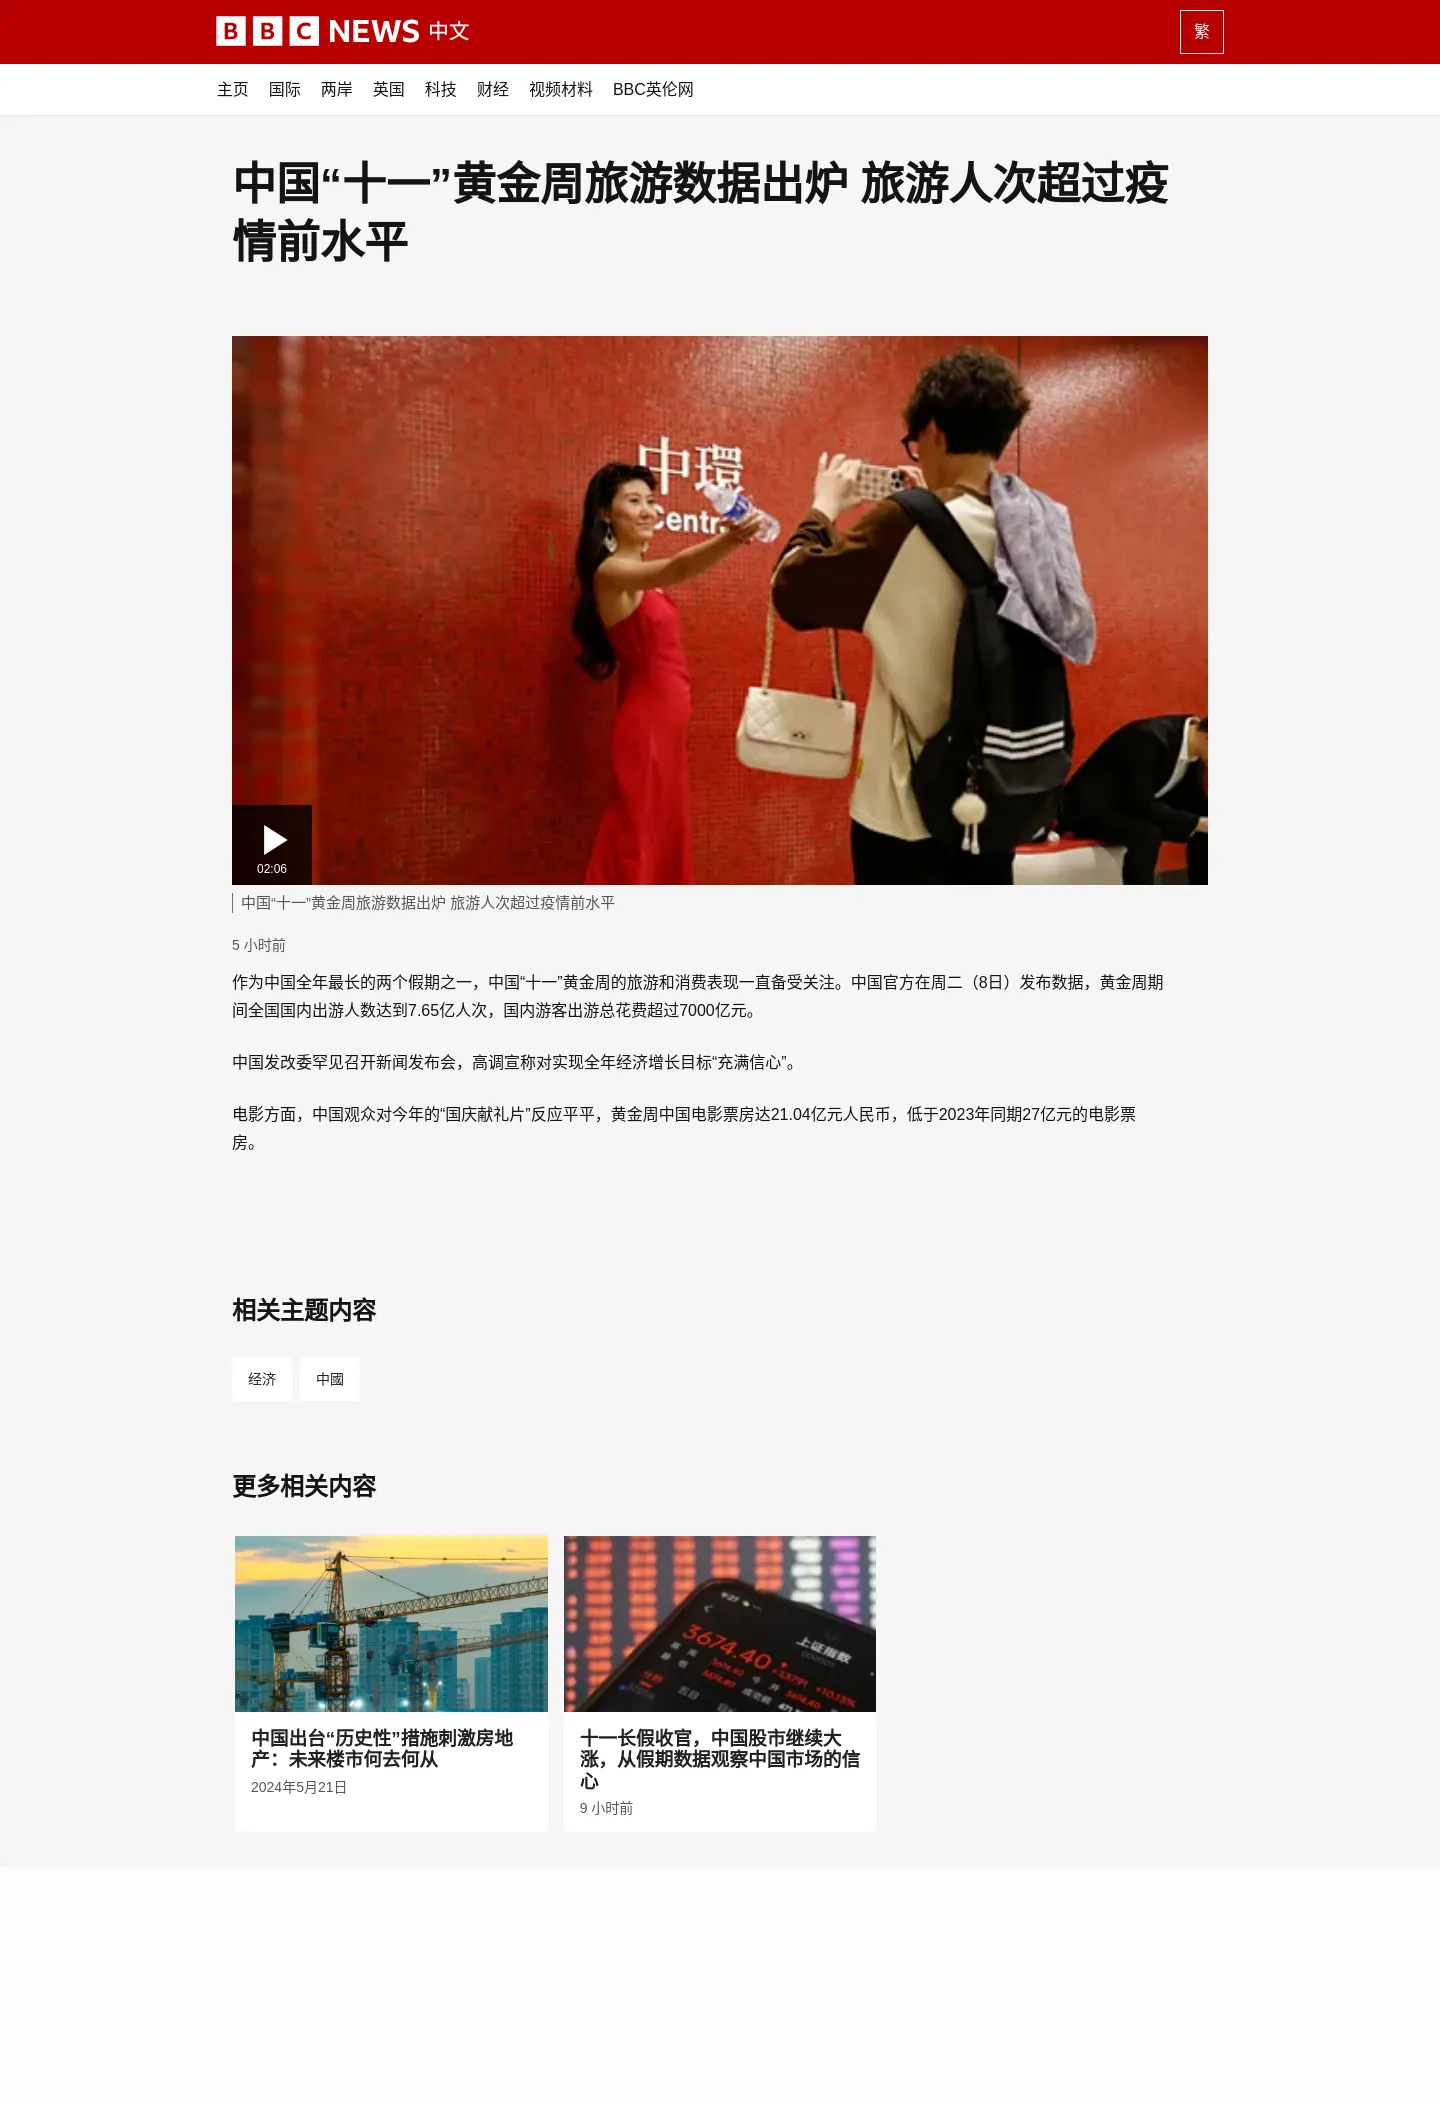 BBC NEWS 中文
繁
主页 国际 两岸 英国 科技 财经 视频材料 BBC英伦网
中国“十一”黄金周旅游数据出炉 旅游人次超过疫
情前水平
中環
Centr
02:06
中国“十一”黄金周旅游数据出炉 旅游人次超过疫情前水平
5 小时前
作为中国全年最长的两个假期之一，中国“十一”黄金周的旅游和消费表现一直备受关注。中国官方在周二（8日）发布数据，黄金周期
间全国国内出游人数达到7.65亿人次，国内游客出游总花费超过7000亿元。
中国发改委罕见召开新闻发布会，高调宣称对实现全年经济增长目标“充满信心”。
电影方面，中国观众对今年的“国庆献礼片”反应平平，黄金周中国电影票房达21.04亿元人民币，低于2023年同期27亿元的电影票
房。
相关主题内容
经济 中國
更多相关内容
上证指数
3674.40
+337.91 +10.13%
3674.40 今开
最低 3674.40 成交额
五日
中国出台“历史性”措施刺激房地
产：未来楼市何去何从
2024年5月21日
十一长假收官，中国股市继续大
涨，从假期数据观察中国市场的信
心
9 小时前